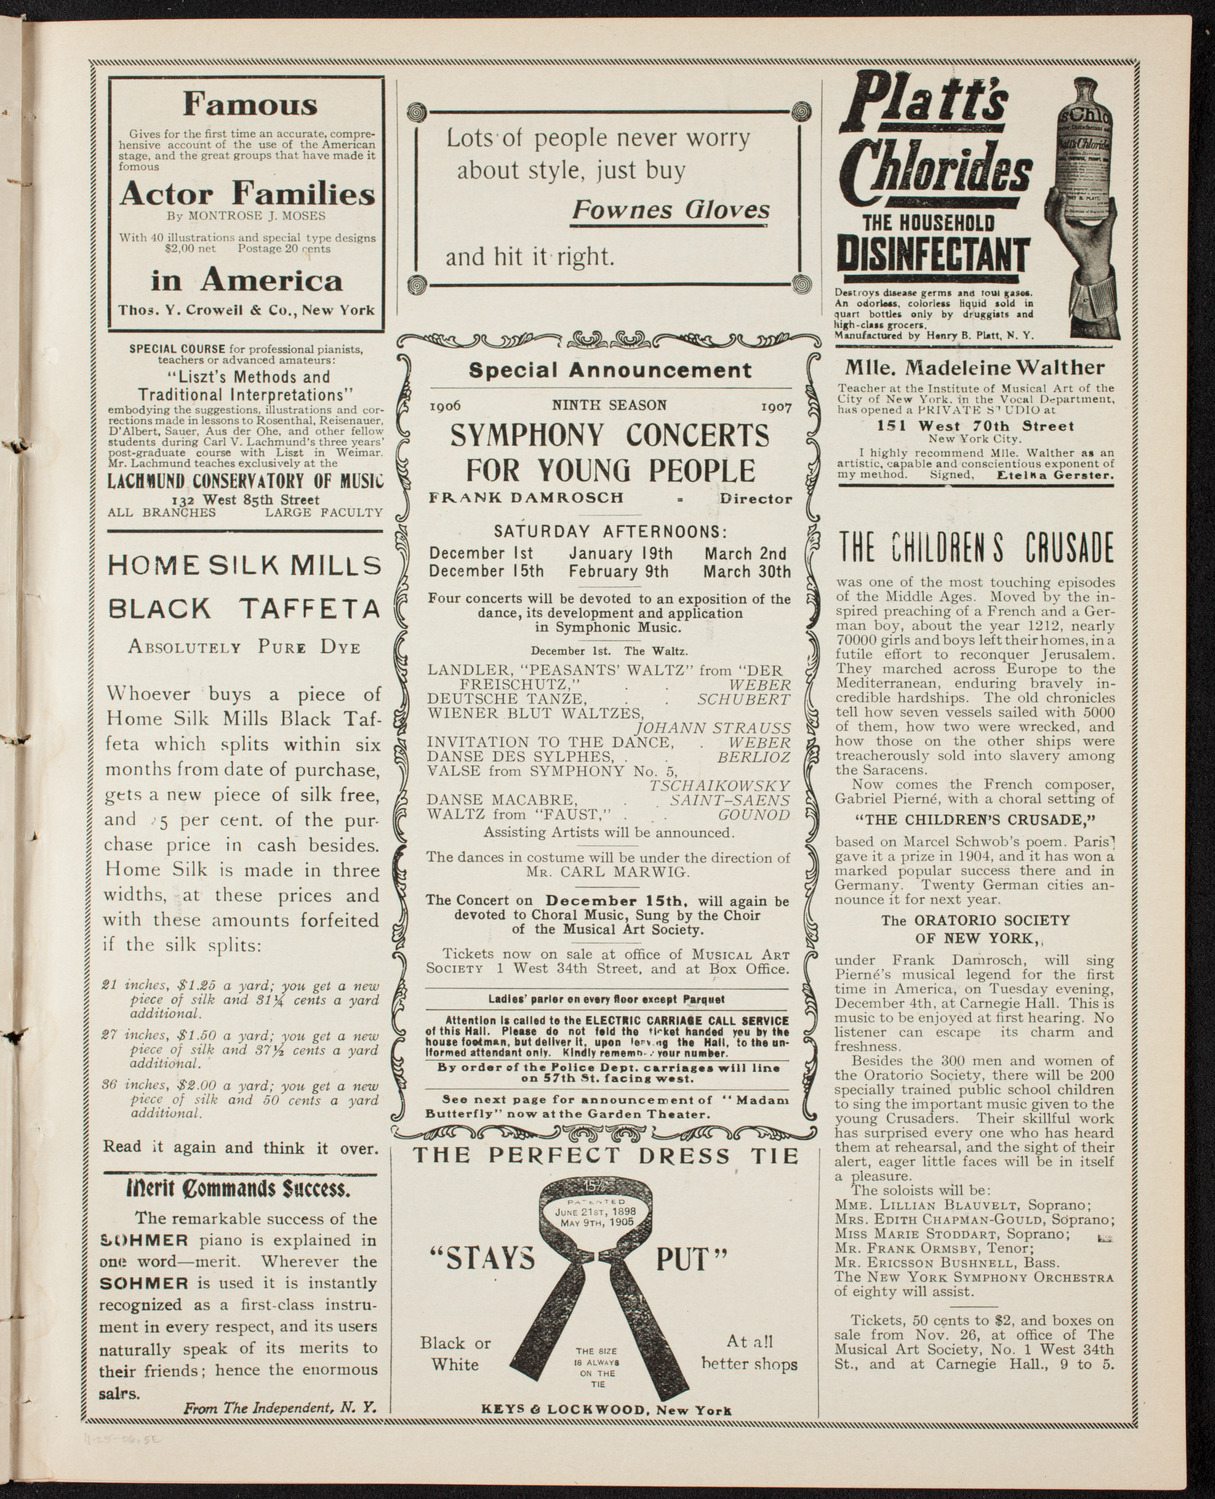 Famous
Gives for the first time an accurate, compre-
hensive account of the use of the American
stage, and the great groups that have made it
fomous
Actor Families
By MONTROSE J. MOSES
With 40 illustrations and special type designs
$2,00 net Postage 20 cents
in America
Thos. Y. Crowell & Co., New York
SPECIAL COURSE for professional pianists,
teachers or advanced amateurs:
"Liszt's Methods and
Traditional Interpretations"
embodying the suggestions, illustrations and cor-
rections made in lessons to Rosenthal, Reisenauer,
D'Albert, Sauer, Aus der Ohe, and other fellow
students during Carl V. Lachmund's three years'
post-graduate course with Liszt in Weimar.
Mr. Lachmund teaches exclusively at the
LACHMUND CONSERVATORY OF MUSIC
132 West 85th Street
ALL BRANCHES LARGE FACULTY
HOME SILK MILLS
BLACK TAFFETA
ABSOLUTELY PURE DYE
Whoever buys a piece of
Home Silk Mills Black Taf-
feta which splits within six
months from date of purchase,
gets a new piece of silk free,
and 5 per cent. of the pur-
chase price in cash besides.
Home Silk is made in three
widths, at these prices and
with these amounts forfeited
if the silk splits:
21 inches, $1.25 a yard; you get a new
piece of silk and 31¼ cents a yard
additional.
27 inches, $1.50 a yard; you get a new
piece of silk and 37½ cents a yard
additional.
36 inches, $2.00 a yard; you get a new
piece of silk and 50 cents a yard
additional.
Read it again and think it over.
Merit Commands Success.
The remarkable success of the
SOHMER piano is explained in
one word—merit. Wherever the
SOHMER is used it is instantly
recognized as a first-class instru-
ment in every respect, and its users
naturally speak of its merits to
their friends; hence the enormous
salrs.
From The Independent, N. Y.
Lots of people never worry
about style, just buy
Fownes Gloves
and hit it right.
Special Announcement
1906 NINTH SEASON 1907
SYMPHONY CONCERTS
FOR YOUNG PEOPLE
FRANK DAMROSCH - Director
SATURDAY AFTERNOONS:
December 1st January 19th March 2nd
December 15th February 9th March 30th
Four concerts will be devoted to an exposition of the
dance, its development and application
in Symphonic Music.
December 1st. The Waltz.
LANDLER, "PEASANTS' WALTZ" from "DER
FREISCHUTZ," . . WEBER
DEUTSCHE TANZE, . . SCHUBERT
WIENER BLUT WALTZES,
JOHANN STRAUSS
INVITATION TO THE DANCE, . WEBER
DANSE DES SYLPHES, . . BERLIOZ
VALSE from SYMPHONY No. 5,
TSCHAIKOWSKY
DANSE MACABRE, . SAINT-SAENS
WALTZ from "FAUST," . . GOUNOD
Assisting Artists will be announced.
The dances in costume will be under the direction of
MR. CARL MARWIG.
The Concert on December 15th, will again be
devoted to Choral Music, Sung by the Choir
of the Musical Art Society.
Tickets now on sale at office of MUSICAL ART
SOCIETY 1 West 34th Street, and at Box Office.
Ladies' parlor on every floor except Parquet
Attention is called to the ELECTRIC CARRIAGE CALL SERVICE
of this Hall. Please do not fold the ticket handed you by the
house footman, but deliver it, upon leaving the Hall, to the un-
iformed attendant only. Kindly remember your number.
By order of the Police Dept. carriages will line
on 57th St. facing west.
See next page for announcement of "Madam
Butterfly" now at the Garden Theater.
THE PERFECT DRESS TIE
15½
PATENTED
JUNE 21ST, 1898
MAY 9TH, 1905
"STAYS PUT"
Black or
White
THE SIZE
IS ALWAYS
ON THE
TIE
At all
better shops
KEYS & LOCKWOOD, New York
Platt's
Chlorides
THE HOUSEHOLD
DISINFECTANT
Destroys disease germs and foul gases.
An odorless, colorless liquid sold in
quart bottles only by druggists and
high-class grocers.
Manufactured by Henry B. Platt, N. Y.
Mlle. Madeleine Walther
Teacher at the Institute of Musical Art of the
City of New York, in the Vocal Department,
has opened a PRIVATE STUDIO at
151 West 70th Street
New York City.
I highly recommend Mlle. Walther as an
artistic, capable and conscientious exponent of
my method. Signed, Etelka Gerster.
THE CHILDREN S CRUSADE
was one of the most touching episodes
of the Middle Ages. Moved by the in-
spired preaching of a French and a Ger-
man boy, about the year 1212, nearly
70000 girls and boys left their homes, in a
futile effort to reconquer Jerusalem.
They marched across Europe to the
Mediterranean, enduring bravely in-
credible hardships. The old chronicles
tell how seven vessels sailed with 5000
of them, how two were wrecked, and
how those on the other ships were
treacherously sold into slavery among
the Saracens.
Now comes the French composer,
Gabriel Pierné, with a choral setting of
"THE CHILDREN'S CRUSADE,"
based on Marcel Schwob's poem. Paris
gave it a prize in 1904, and it has won a
marked popular success there and in
Germany. Twenty German cities an-
nounce it for next year.
The ORATORIO SOCIETY
OF NEW YORK,
under Frank Damrosch, will sing
Pierné's musical legend for the first
time in America, on Tuesday evening,
December 4th, at Carnegie Hall. This is
music to be enjoyed at first hearing. No
listener can escape its charm and
freshness.
Besides the 300 men and women of
the Oratorio Society, there will be 200
specially trained public school children
to sing the important music given to the
young Crusaders. Their skillful work
has surprised every one who has heard
them at rehearsal, and the sight of their
alert, eager little faces will be in itself
a pleasure.
The soloists will be:
MME. LILLIAN BLAUVELT, Soprano;
MRS. EDITH CHAPMAN-GOULD, Soprano;
MISS MARIE STODDART, Soprano;
MR. FRANK ORMSBY, Tenor;
MR. ERICSSON BUSHNELL, Bass.
The NEW YORK SYMPHONY ORCHESTRA
of eighty will assist.
Tickets, 50 cents to $2, and boxes on
sale from Nov. 26, at office of The
Musical Art Society, No. 1 West 34th
St., and at Carnegie Hall., 9 to 5.